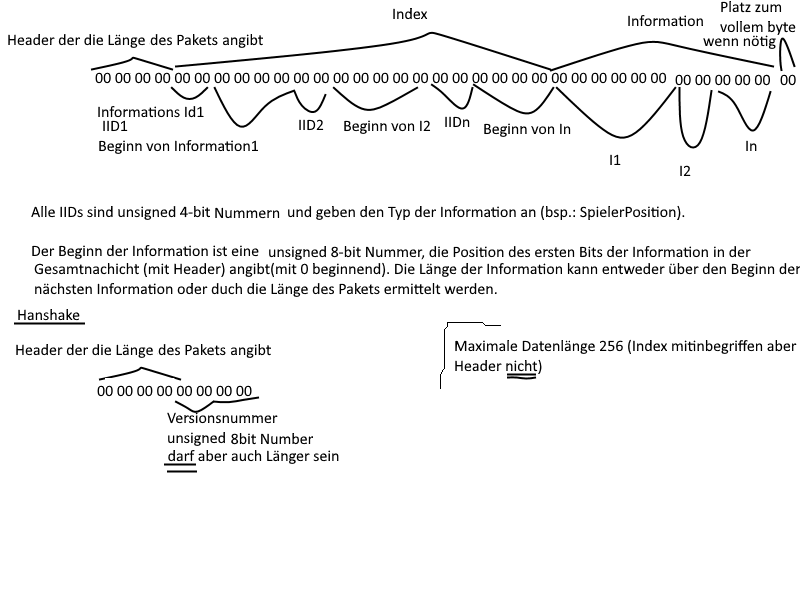 Index
Information
Platz zum
vollem byte
wenn nötig
Header der die Länge des Pakets angibt
00 00 00 00 00 00 00 00 00 00 00 00 00 00 00 00 00 00 00 00 00 00 00 00 00 00 00 00 00 00 00 00 00 00 00
Informations Id1
IID1
Beginn von Information1
IID2
Beginn von I2
IIDn
Beginn von In
I1
I2
In
Alle IIDs sind unsigned 4-bit Nummern und geben den Typ der Information an (bsp.: SpielerPosition).
Der Beginn der Information ist eine unsigned 8-bit Nummer, die Position des ersten Bits der Information in der
Gesamtnachicht (mit Header) angibt(mit 0 beginnend). Die Länge der Information kann entweder über den Beginn der
nächsten Information oder duch die Länge des Pakets ermittelt werden.
Hanshake
Header der die Länge des Pakets angibt
00 00 00 00 00 00 00 00
Versionsnummer
unsigned 8bit Number
darf aber auch Länger sein
Maximale Datenlänge 256 (Index mitinbegriffen aber
Header nicht)